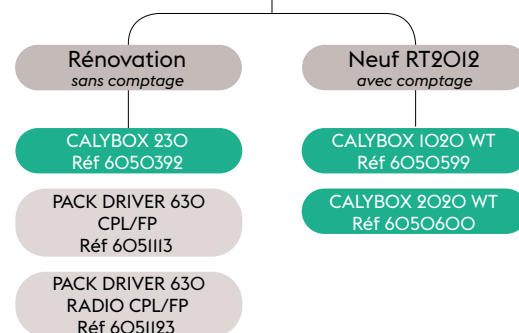 Rénovation
sans comptage
CALYBOX 230
Réf 6050392
PACK DRIVER 630
CPL/FP
Réf 6051113
PACK DRIVER 630
RADIO CPL/FP
Réf 6051123
Neuf RT2012
avec comptage
CALYBOX 1020 WT
Réf 6050599
CALYBOX 2020 WT
Réf 6050600